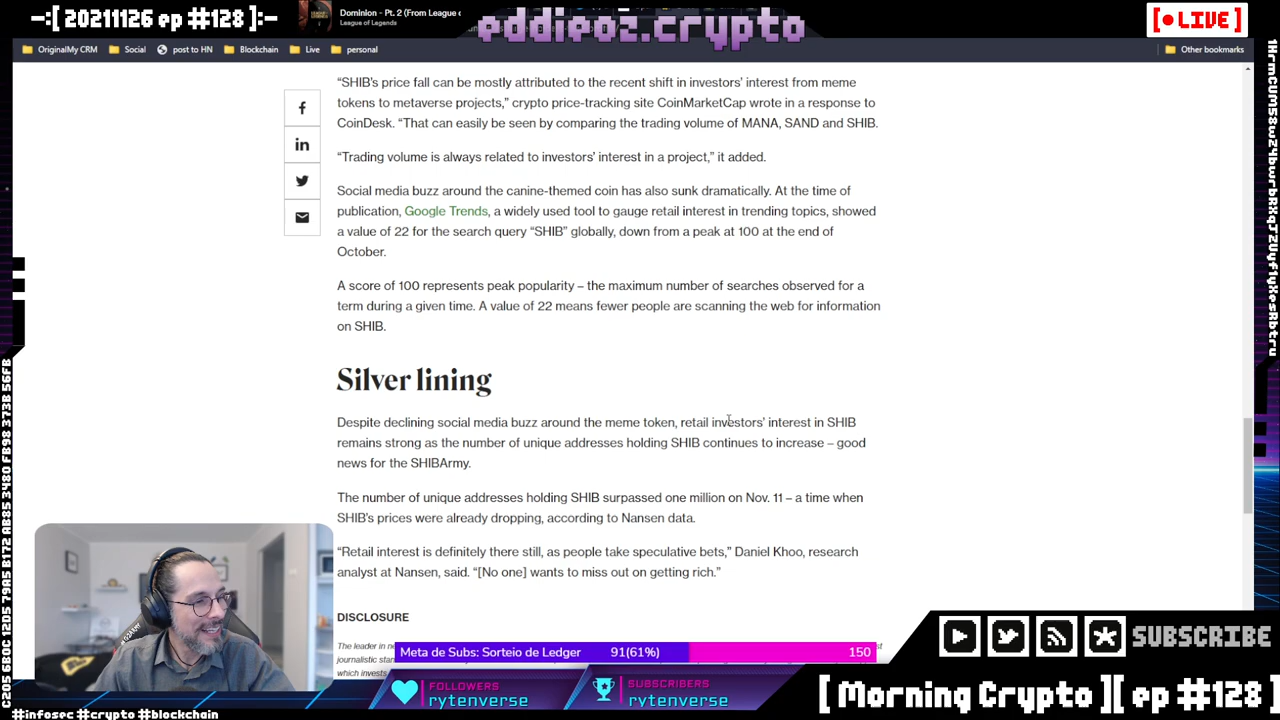 -:[ 20211126 ep #128 ]:-
Dominion - Pt. 2 (From League o
League of Legends
eddieoz.crypto
[● LIVE]
OriginalMy CRM
Social
post to HN
Blockchain
Live
personal
Other bookmarks
“SHIB’s price fall can be mostly attributed to the recent shift in investors’ interest from meme
tokens to metaverse projects,” crypto price-tracking site CoinMarketCap wrote in a response to
CoinDesk. “That can easily be seen by comparing the trading volume of MANA, SAND and SHIB.
“Trading volume is always related to investors’ interest in a project,” it added.
Social media buzz around the canine-themed coin has also sunk dramatically. At the time of
publication, Google Trends, a widely used tool to gauge retail interest in trending topics, showed
a value of 22 for the search query “SHIB” globally, down from a peak at 100 at the end of
October.
A score of 100 represents peak popularity – the maximum number of searches observed for a
term during a given time. A value of 22 means fewer people are scanning the web for information
on SHIB.
Silver lining
Despite declining social media buzz around the meme token, retail investors’ interest in SHIB
remains strong as the number of unique addresses holding SHIB continues to increase – good
news for the SHIBArmy.
The number of unique addresses holding SHIB surpassed one million on Nov. 11 – a time when
SHIB’s prices were already dropping, according to Nansen data.
“Retail interest is definitely there still, as people take speculative bets,” Daniel Khoo, research
analyst at Nansen, said. “[No one] wants to miss out on getting rich.”
DISCLOSURE
The leader in ne
journalistic stan
which invests
Meta de Subs: Sorteio de Ledger 91(61%) 150
FOLLOWERS
rytenverse
SUBSCRIBERS
rytenverse
SUBSCRIBE
[ Morning Crypto ][ ep #128 ]
#infosec #crypto #blockchain